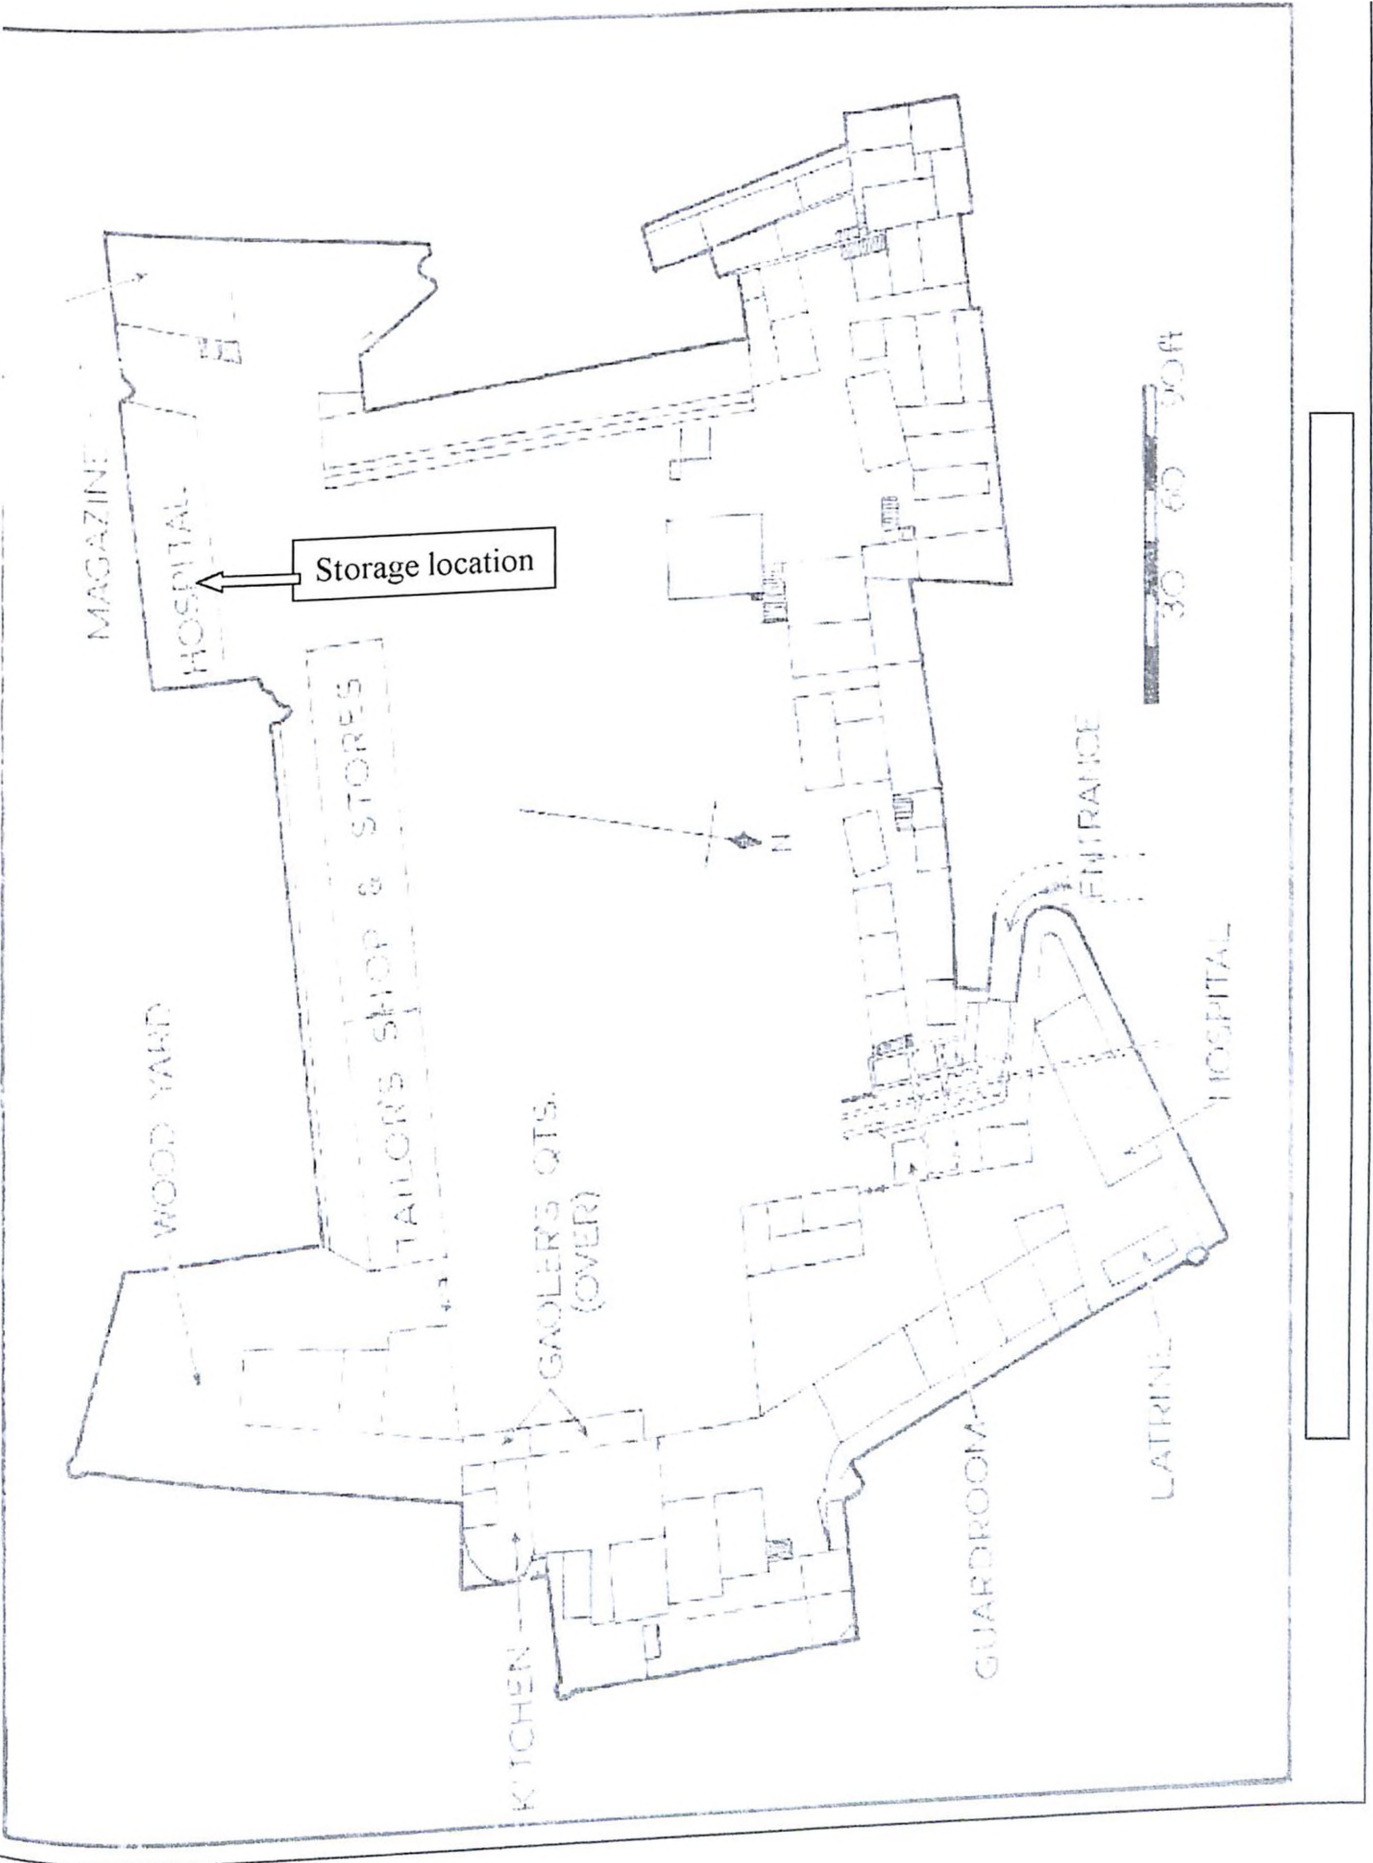 MAGAZINE
HOSPITAL
Storage location
TAILOR'S SHOP & STORES
WOOD YARD
GAOLER'S QTS.
(OVER)
KITCHEN
N
30 60 90ft
ENTRANCE
HOSPITAL
GUARDROOM
LATRINE